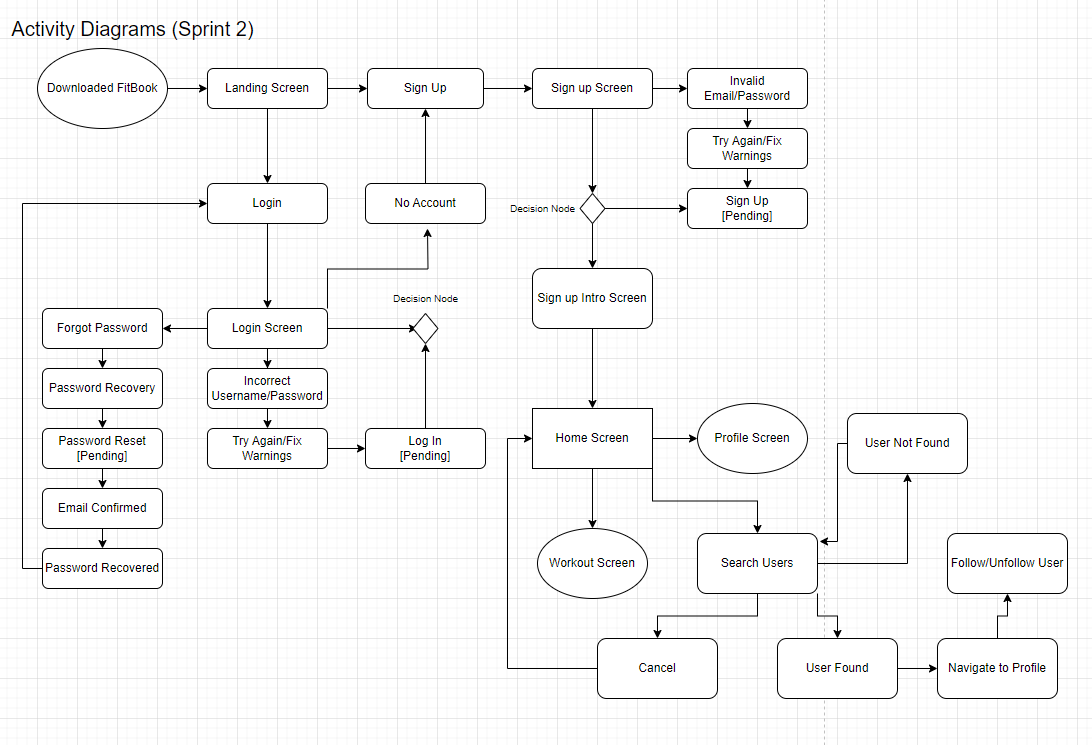 Activity Diagrams (Sprint 2)
Downloaded FitBook
Landing Screen
Sign Up
Sign up Screen
Invalid
Email/Password
Try Again/Fix
Warnings
Login
No Account
Decision Node
Sign Up
[Pending]
Sign up Intro Screen
Decision Node
Forgot Password
Login Screen
Password Recovery
Incorrect
Username/Password
Password Reset
[Pending]
Try Again/Fix
Warnings
Log In
[Pending]
Home Screen
Profile Screen
User Not Found
Email Confirmed
Password Recovered
Workout Screen
Search Users
Follow/Unfollow User
Cancel
User Found
Navigate to Profile